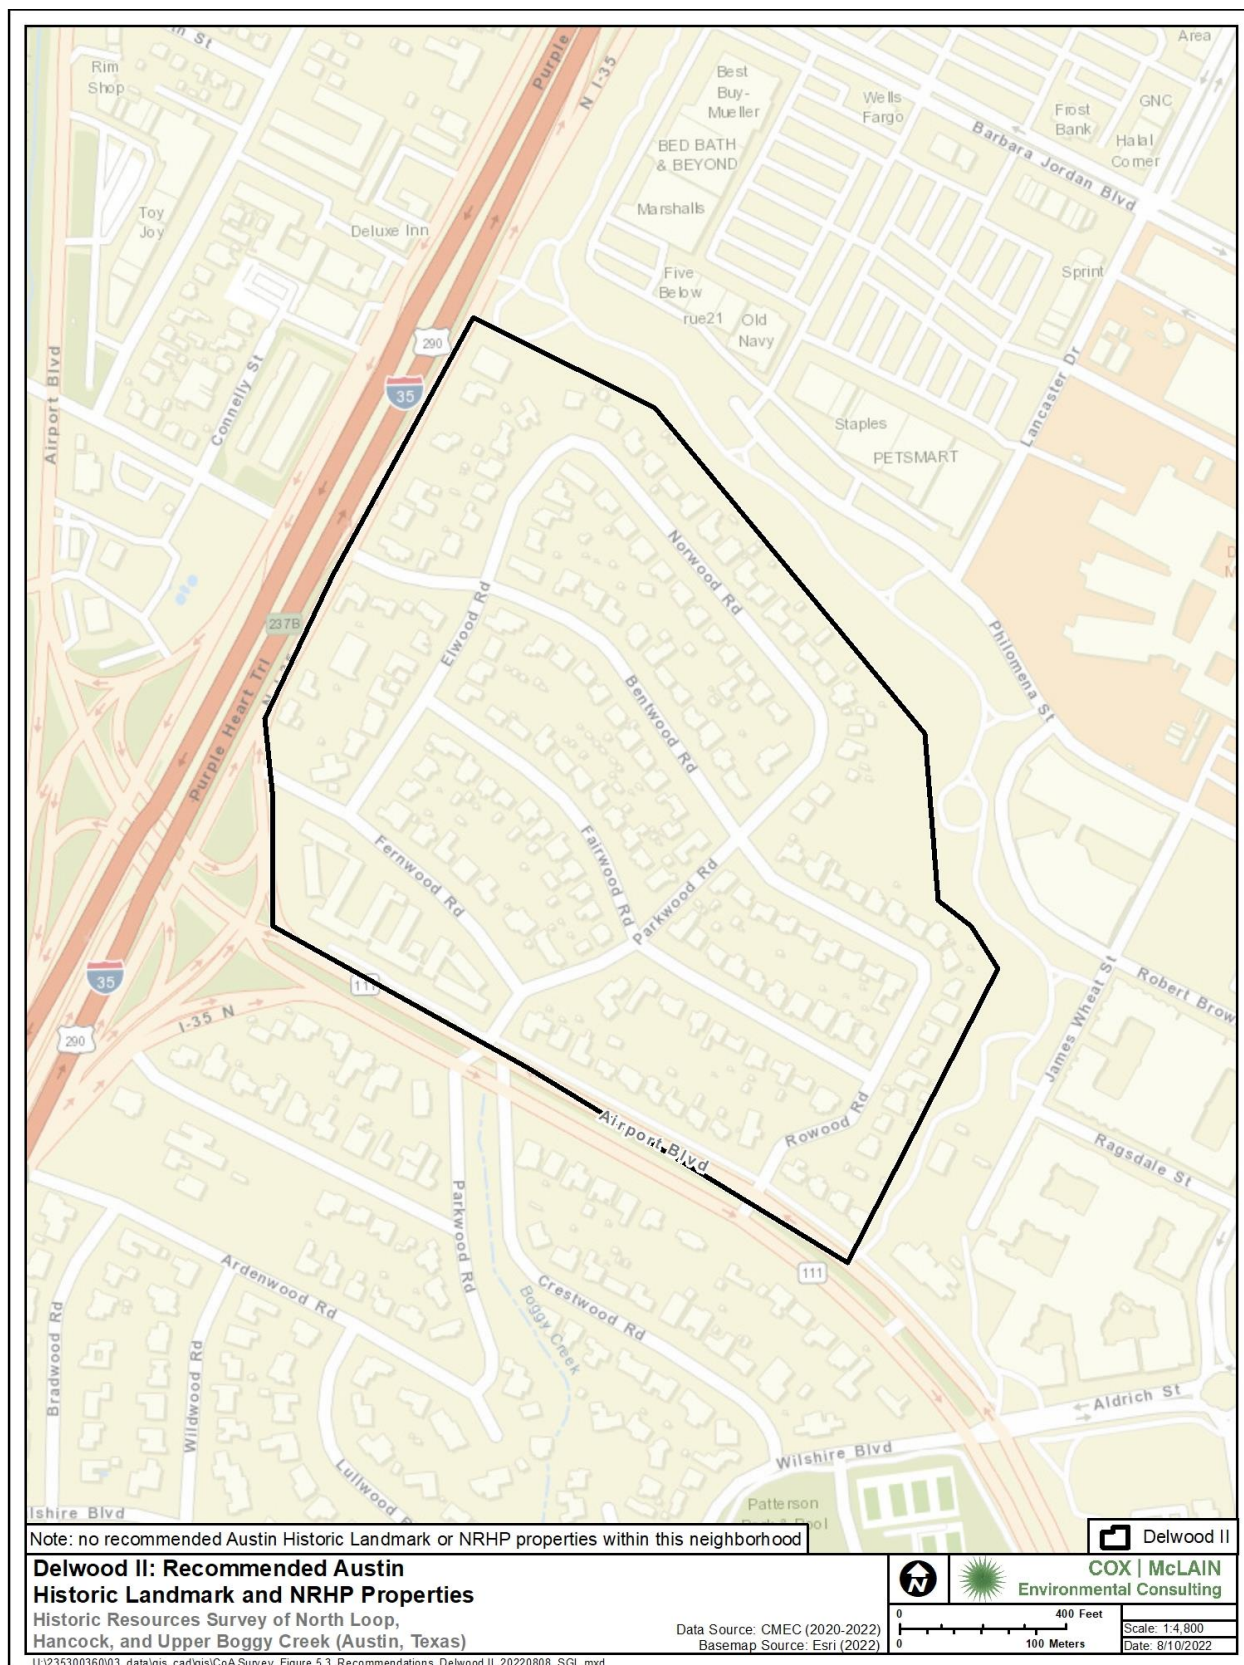 th St
Purple
N I-35
Area
Rim
Shop
Best
Buy-
Mueller
Wells
Fargo
Frost
Bank
GNC
Halal
Corner
Barbara Jordan Blvd
BED BATH
& BEYOND
Marshalls
Toy
Joy
Deluxe Inn
Five
Below
rue21
Old
Navy
Sprint
290
35
Airport Blvd
Connelly St
Lancaster Dr
Staples
PETSMART
Norwood Rd
Elwood Rd
237B
Philomena St
Purple Heart Trl
Bentwood Rd
Fernwood Rd
Fairwood Rd
Parkwood Rd
35
111
I-35 N
290
James Wheat St
Robert Brow
Rowood Rd
Airport Blvd
Ragsdale St
Parkwood Rd
111
Ardenwood Rd
Crestwood Rd
Boggy Creek
Bradwood Rd
Wildwood Rd
Aldrich St
Lullwood R
Wilshire Blvd
Patterson
lshire Blvd
Note: no recommended Austin Historic Landmark or NRHP properties within this neighborhood
Delwood II
Delwood II: Recommended Austin
Historic Landmark and NRHP Properties
Historic Resources Survey of North Loop,
Hancock, and Upper Boggy Creek (Austin, Texas)
Data Source: CMEC (2020-2022)
Basemap Source: Esri (2022)
N
COX | McLAIN
Environmental Consulting
0 400 Feet
0 100 Meters
Scale: 1:4,800
Date: 8/10/2022